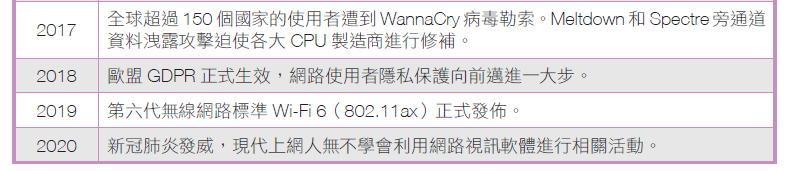 2017 全球超過 150 個國家的使用者遭到 WannaCry 病毒勒索。Meltdown 和 Spectre 旁通道
資料洩露攻擊迫使各大 CPU 製造商進行修補。
2018 歐盟 GDPR 正式生效，網路使用者隱私保護向前邁進一大步。
2019 第六代無線網路標準 Wi-Fi 6（802.11ax）正式發佈。
2020 新冠肺炎發威，現代上網人無不學會利用網路視訊軟體進行相關活動。